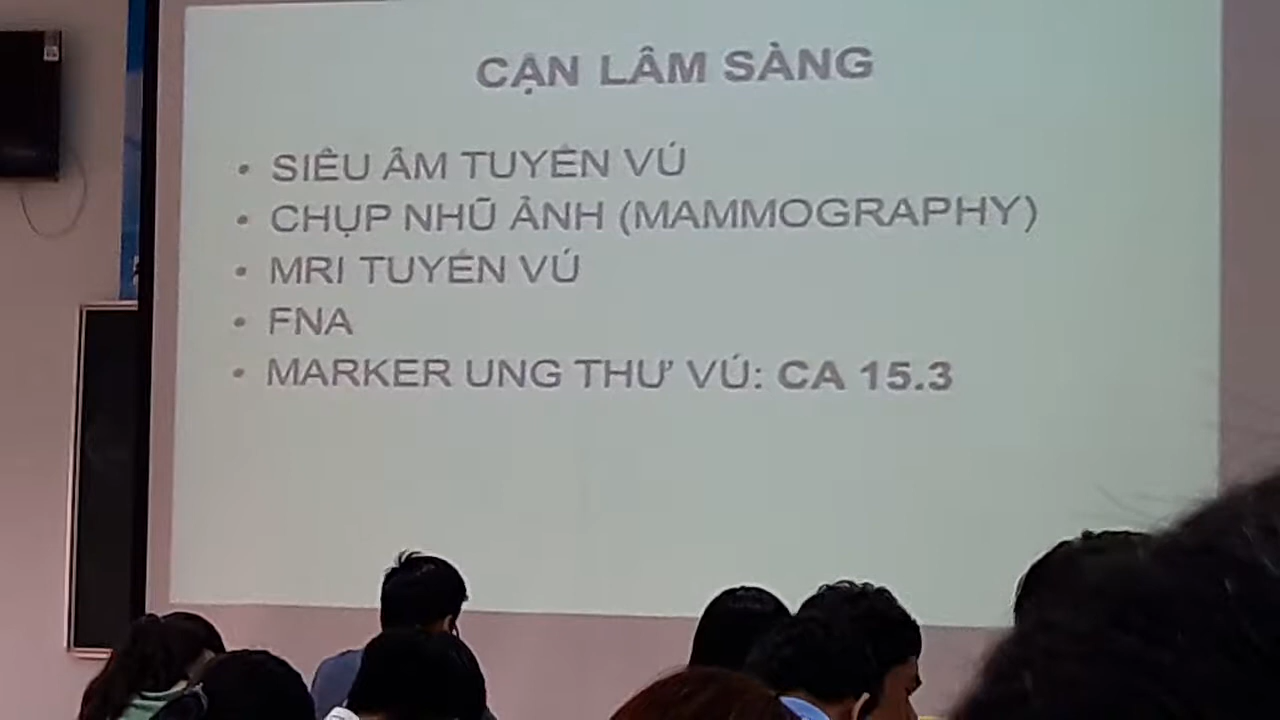 CẬN LÂM SÀNG
• SIÊU ÂM TUYẾN VÚ
• CHỤP NHŨ ẢNH (MAMMOGRAPHY)
• MRI TUYẾN VÚ
• FNA
• MARKER UNG THƯ VÚ: CA 15.3